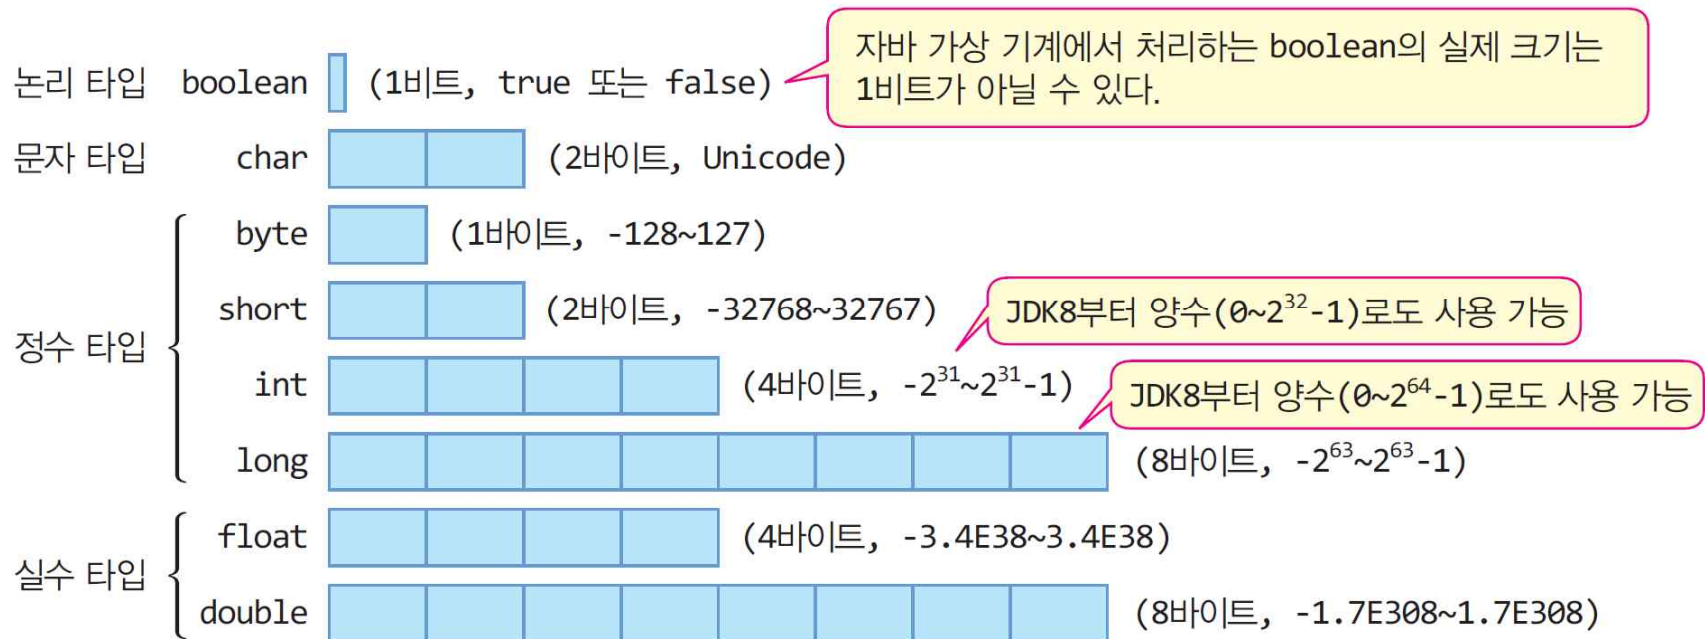 자바 가상 기계에서 처리하는 boolean의 실제 크기는
1비트가 아닐 수 있다.
논리 타입 boolean (1비트, true 또는 false)
문자 타입 char (2바이트, Unicode)
정수 타입
byte (1바이트, -128~127)
short (2바이트, -32768~32767)
JDK8부터 양수(0~2³²-1)로도 사용 가능
int (4바이트, -2³¹~2³¹-1)
JDK8부터 양수(0~2⁶⁴-1)로도 사용 가능
long (8바이트, -2⁶³~2⁶³-1)
실수 타입
float (4바이트, -3.4E38~3.4E38)
double (8바이트, -1.7E308~1.7E308)